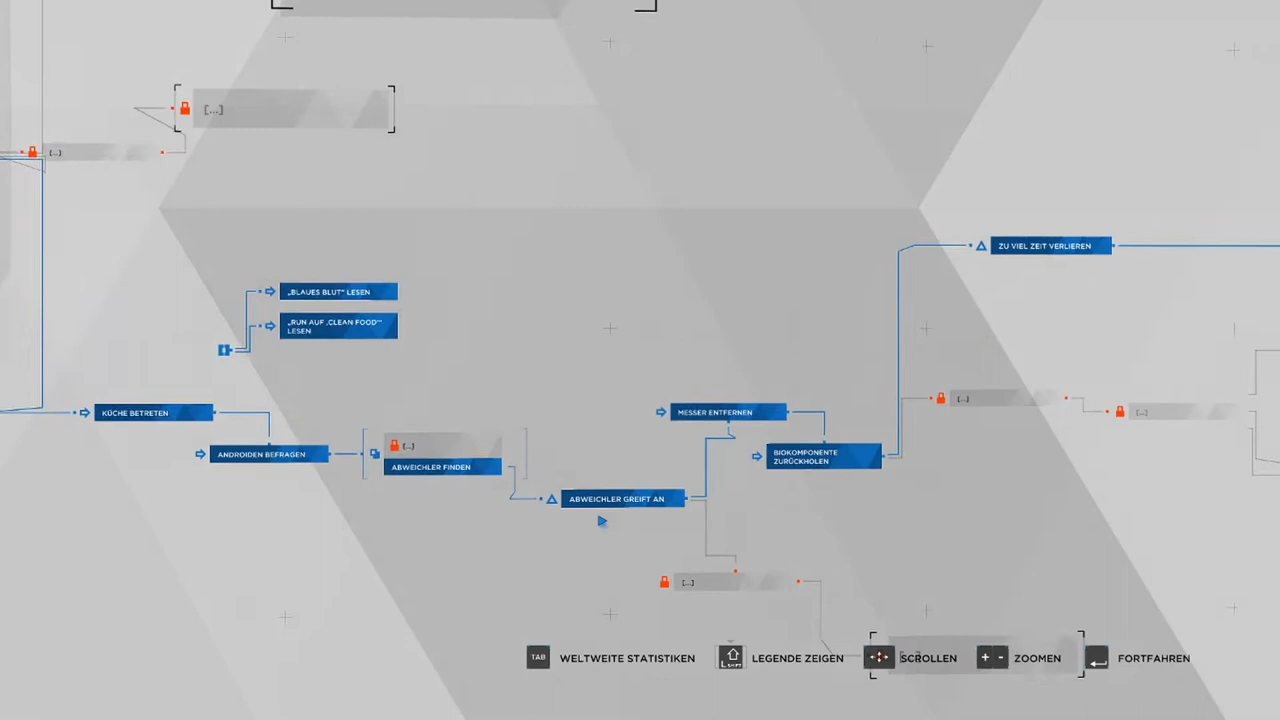 [...]
[...]
ZU VIEL ZEIT VERLIEREN
„BLAUES BLUT“ LESEN
„RUN AUF ‚CLEAN FOOD‘“
LESEN
[...]
[...]
KÜCHE BETRETEN
MESSER ENTFERNEN
ANDROIDEN BEFRAGEN
[...]
ABWEICHLER FINDEN
BIOKOMPONENTE
ZURÜCKHOLEN
ABWEICHLER GREIFT AN
[...]
TAB WELTWEITE STATISTIKEN
L SHIFT LEGENDE ZEIGEN
SCROLLEN
+ - ZOOMEN
FORTFAHREN